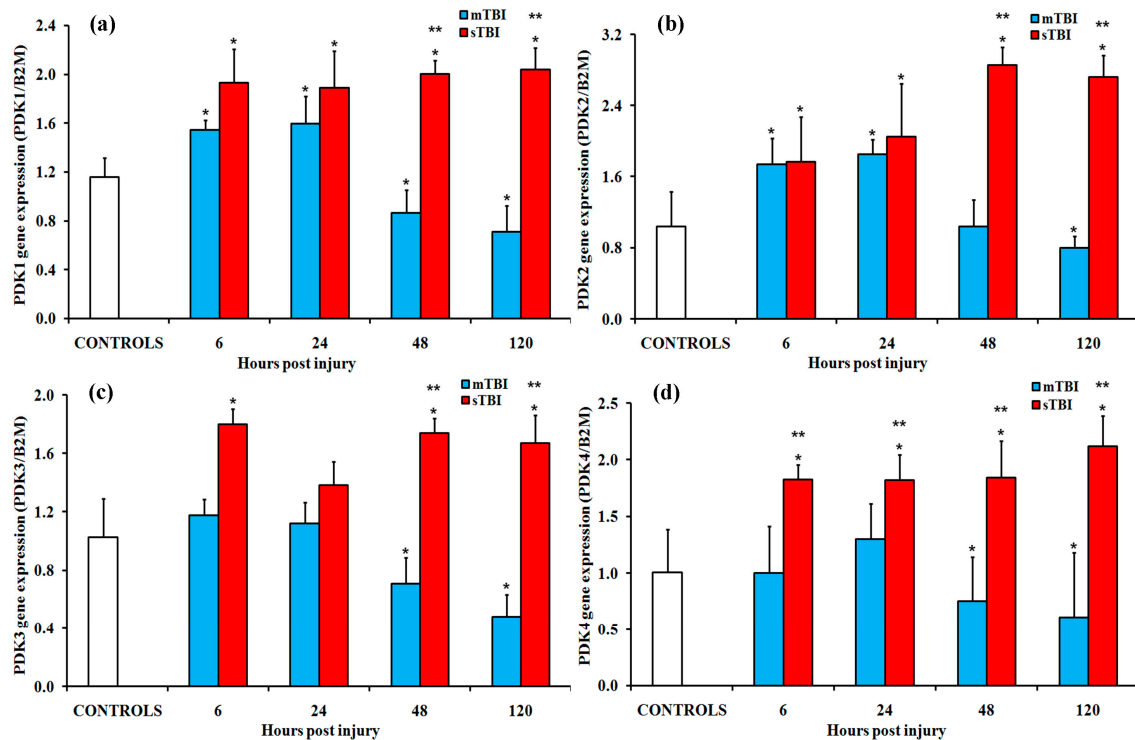 (a)
mTBI
sTBI
PDK1 gene expression (PDK1/B2M)
2.4
2.0
1.6
1.2
0.8
0.4
0.0
* * * * * ** * * ** *
CONTROLS 6 24 48 120
Hours post injury
(b)
mTBI
sTBI
PDK2 gene expression (PDK2/B2M)
3.2
2.4
1.6
0.8
0.0
* * * * ** * * ** *
CONTROLS 6 24 48 120
Hours post injury
(c)
mTBI
sTBI
PDK3 gene expression (PDK3/B2M)
2.0
1.6
1.2
0.8
0.4
0.0
* * ** * * ** *
CONTROLS 6 24 48 120
Hours post injury
(d)
mTBI
sTBI
PDK4 gene expression (PDK4/B2M)
2.5
2.0
1.5
1.0
0.5
0.0
** * ** * * ** * * ** *
CONTROLS 6 24 48 120
Hours post injury